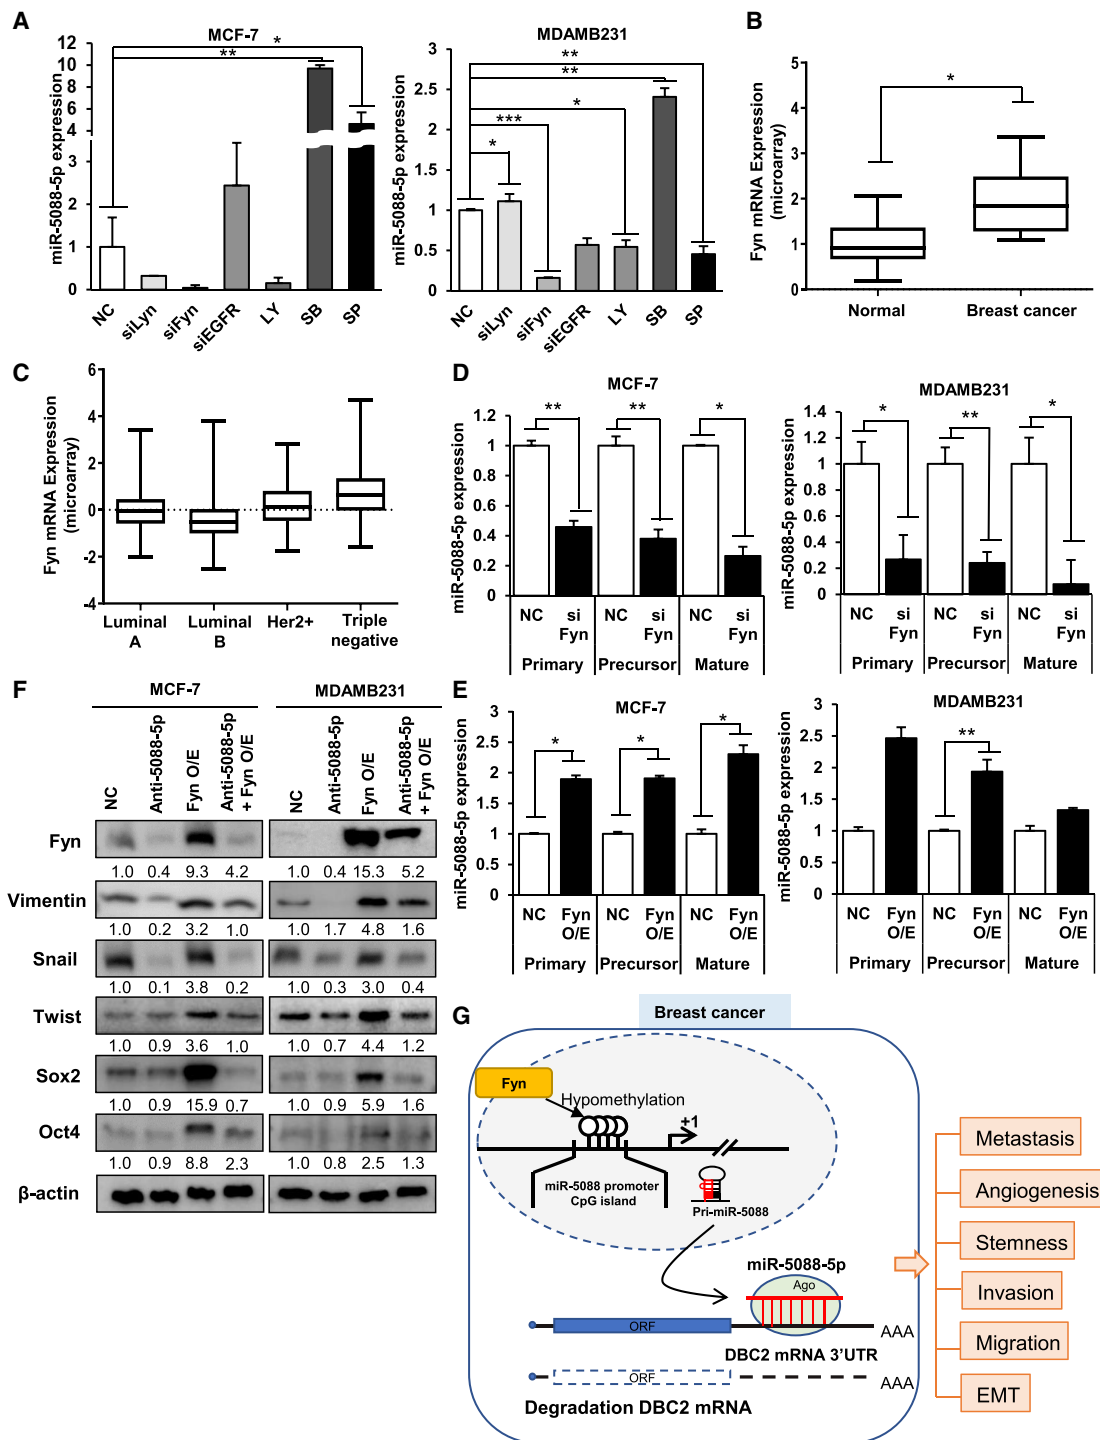 A
MCF-7
miR-5088-5p expression
12
10
8
6
4
2
1
0
*
**
NC
siLyn
siFyn
siEGFR
LY
SB
SP
MDAMB231
miR-5088-5p expression
3
2.5
2
1.5
1
0.5
0
**
**
*
***
*
NC
siLyn
siFyn
siEGFR
LY
SB
SP
B
Fyn mRNA Expression
(microarray)
5
4
3
2
1
0
*
Normal
Breast cancer
C
Fyn mRNA Expression
(microarray)
6
4
2
0
-2
-4
Luminal A
Luminal B
Her2+
Triple negative
D
MCF-7
miR-5088-5p expression
1.2
1
0.8
0.6
0.4
0.2
0
** ** *
NC si Fyn NC si Fyn NC si Fyn
Primary Precursor Mature
MDAMB231
miR-5088-5p expression
1.4
1.2
1
0.8
0.6
0.4
0.2
0
* ** *
NC si Fyn NC si Fyn NC si Fyn
Primary Precursor Mature
E
MCF-7
miR-5088-5p expression
3
2.5
2
1.5
1
0.5
0
* * *
NC Fyn O/E NC Fyn O/E NC Fyn O/E
Primary Precursor Mature
MDAMB231
miR-5088-5p expression
3
2.5
2
1.5
1
0.5
0
**
NC Fyn O/E NC Fyn O/E NC Fyn O/E
Primary Precursor Mature
F
MCF-7 MDAMB231
NC
Anti-5088-5p
Fyn O/E
Anti-5088-5p + Fyn O/E
NC
Anti-5088-5p
Fyn O/E
Anti-5088-5p + Fyn O/E
Fyn
1.0 0.4 9.3 4.2 1.0 0.4 15.3 5.2
Vimentin
1.0 0.2 3.2 1.0 1.0 1.7 4.8 1.6
Snail
1.0 0.1 3.8 0.2 1.0 0.3 3.0 0.4
Twist
1.0 0.9 3.6 1.0 1.0 0.7 4.4 1.2
Sox2
1.0 0.9 15.9 0.7 1.0 0.9 5.9 1.6
Oct4
1.0 0.9 8.8 2.3 1.0 0.8 2.5 1.3
β-actin
G
Breast cancer
Fyn
Hypomethylation
+1
miR-5088 promoter
CpG island
Pri-miR-5088
miR-5088-5p
Ago
ORF
AAA
DBC2 mRNA 3'UTR
ORF
AAA
Degradation DBC2 mRNA
Metastasis
Angiogenesis
Stemness
Invasion
Migration
EMT